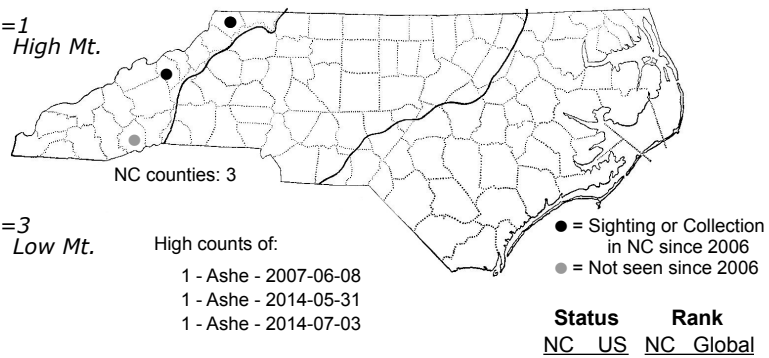 =1
High Mt.
NC counties: 3
=3
Low Mt.
High counts of:
1 - Ashe - 2007-06-08
1 - Ashe - 2014-05-31
1 - Ashe - 2014-07-03
= Sighting or Collection
in NC since 2006
= Not seen since 2006
Status Rank
NC US NC Global